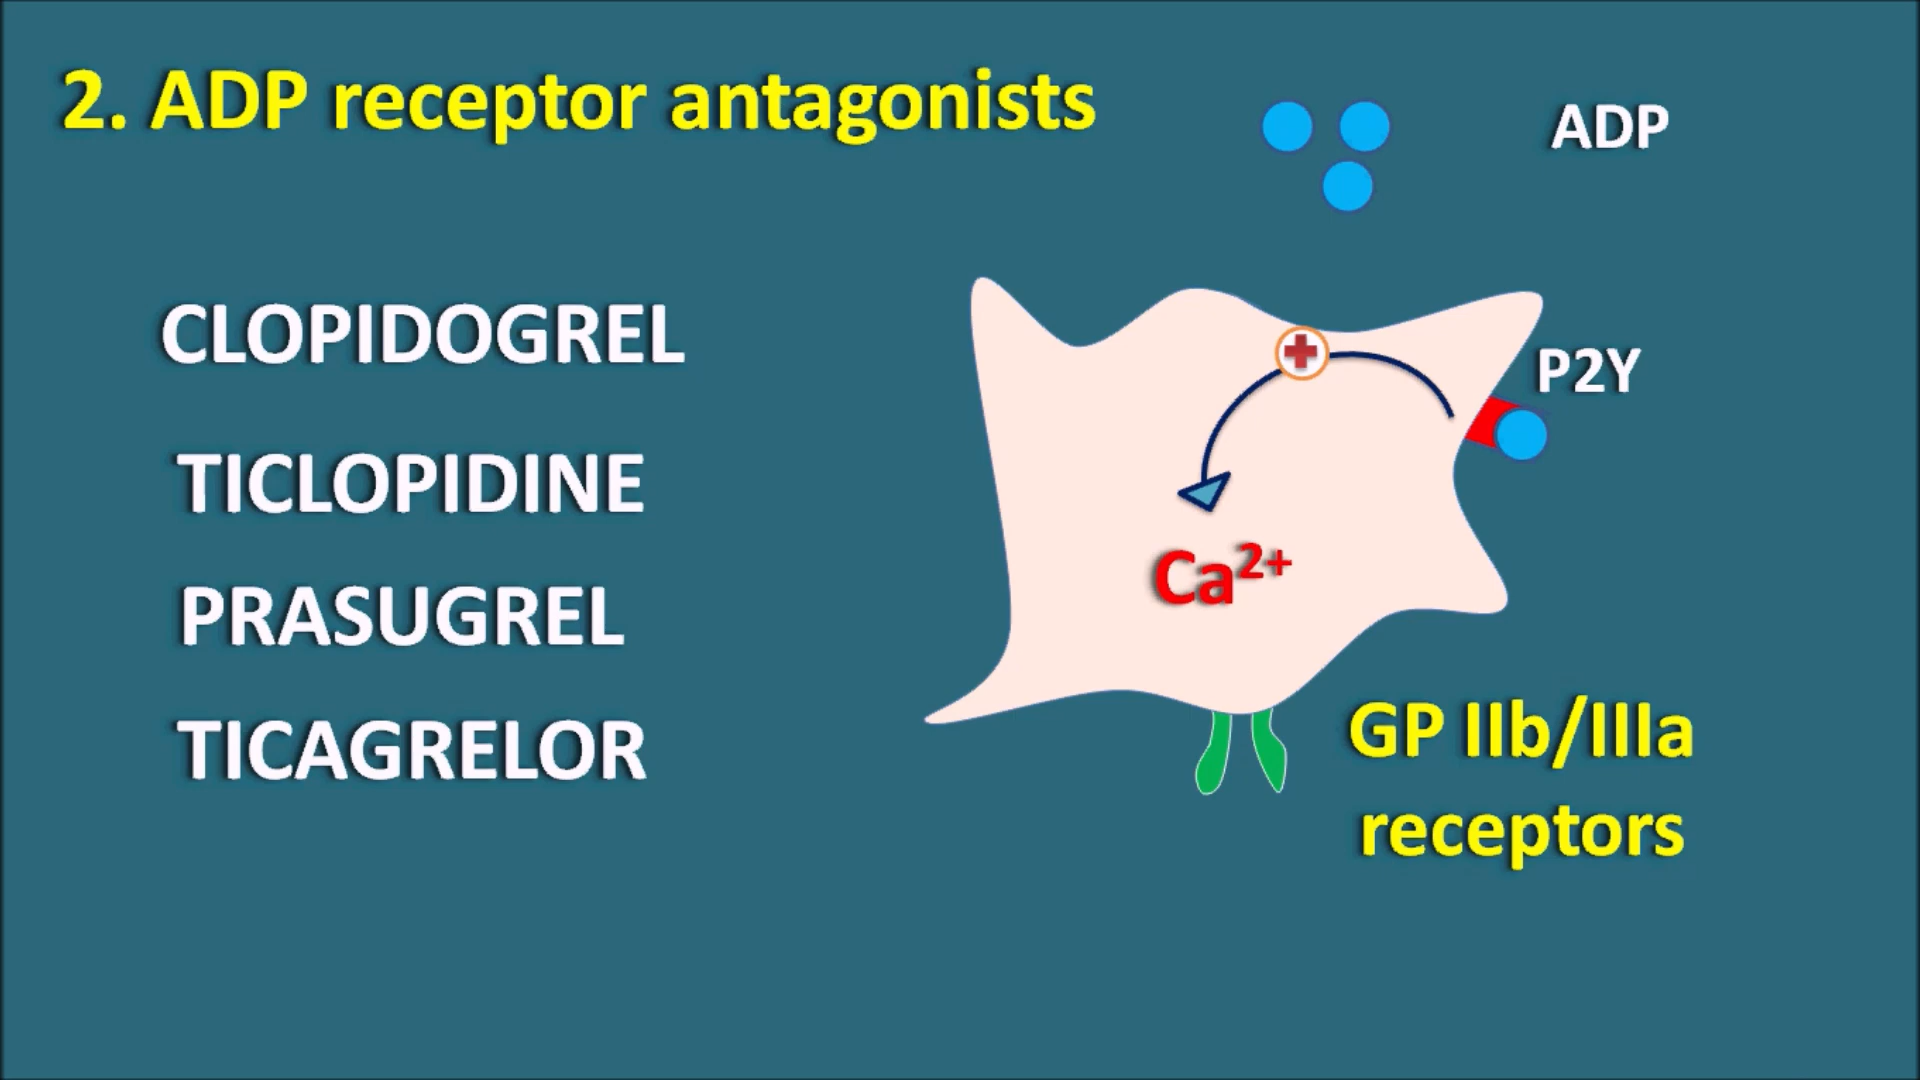 2. ADP receptor antagonists
ADP
CLOPIDOGREL
TICLOPIDINE
PRASUGREL
TICAGRELOR
P2Y
Ca²⁺
GP IIb/IIIa
receptors